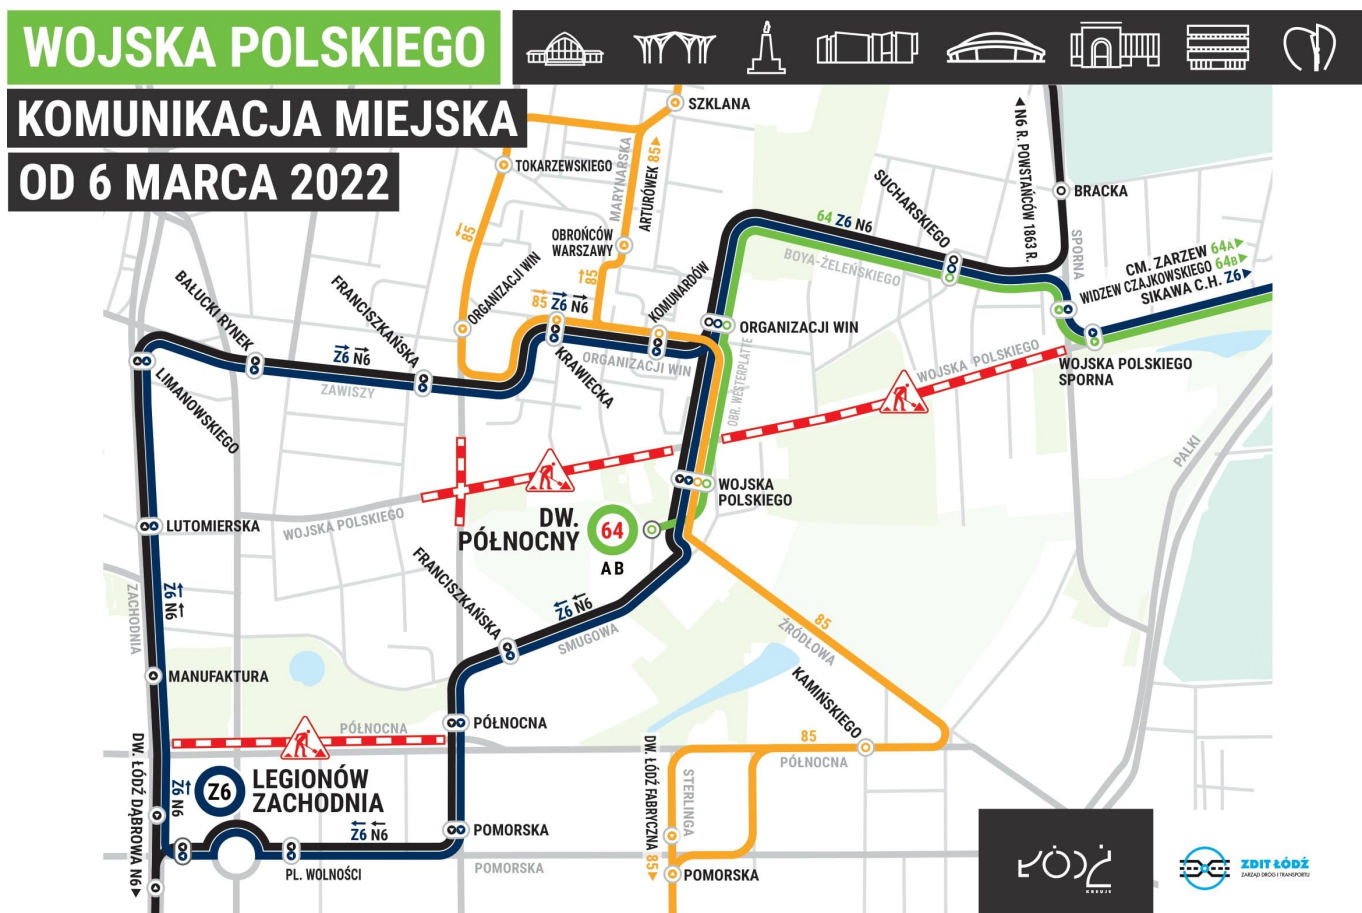 WOJSKA POLSKIEGO
KOMUNIKACJA MIEJSKA
OD 6 MARCA 2022
SZKLANA
TOKARZEWSKIEGO
MARYNARSKA
ARTURÓWEK 85
OBROŃCÓW
WARSZAWY
85
85
ORGANIZACJI WIN
N6 R. POWSTAŃCÓW 1863 R.
BRACKA
SUCHARSKIEGO
64 Z6 N6
BOYA-ŻELEŃSKIEGO
SPORNA
CM. ZARZEW 64A
WIDZEW CZAJKOWSKIEGO 64B
SIKAWA C.H. Z6
BAŁUCKI RYNEK
FRANCISZKAŃSKA
85 Z6 N6
KOMUNARDÓW
ORGANIZACJI WIN
Z6 N6
ZAWISZY
KRAWIECKA
ORGANIZACJI WIN
OBR. WESTERPLATTE
WOJSKA POLSKIEGO
WOJSKA POLSKIEGO
SPORNA
LIMANOWSKIEGO
PALKI
WOJSKA
POLSKIEGO
LUTOMIERSKA
WOJSKA POLSKIEGO
DW.
PÓŁNOCNY
64
A B
FRANCISZKAŃSKA
ZACHODNIA
Z6
N6
Z6 N6
SMUGOWA
85
ŹRÓDŁOWA
MANUFAKTURA
KAMIŃSKIEGO
PÓŁNOCNA
PÓŁNOCNA
85
PÓŁNOCNA
DW. ŁÓDŹ DĄBROWA N6
Z6
N6
Z6
LEGIONÓW
ZACHODNIA
DW. ŁÓDŹ FABRYCZNA 85
STERLINGA
Z6 N6
POMORSKA
PL. WOLNOŚCI
POMORSKA
POMORSKA
ŁÓDŹ
KREUJE
ZDIT ŁÓDŹ
ZARZĄD DRÓG I TRANSPORTU